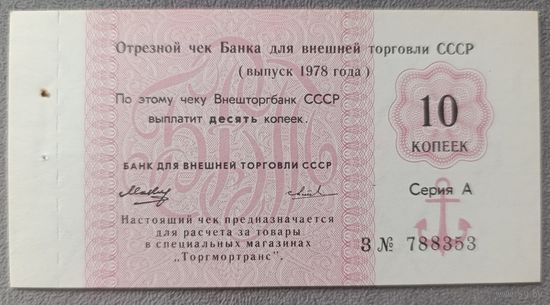 Отрезной чек Банка для внешней торговли СССР
( выпуск 1978 года )
По этому чеку Внешторгбанк СССР
выплатит десять копеек.
10
КОПЕЕК
БАНК ДЛЯ ВНЕШНЕЙ ТОРГОВЛИ СССР
Серия А
Настоящий чек предназначается
для расчета за товары
в специальных магазинах
„Торгмортранс".
З № 788353